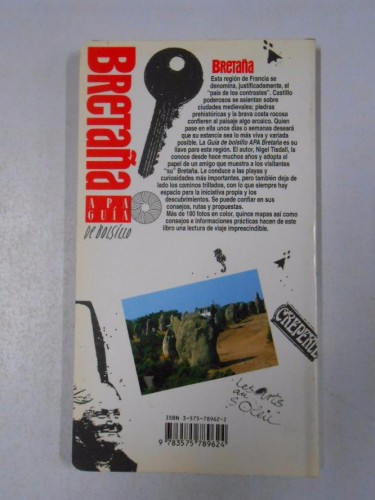 BRETAÑA
APA
GUÍA
DE BOLSILLO
BRETAÑA
Esta región de Francia se
denomina, justificadamente, el
"país de los contrastes". Castillo
poderosos se asientan sobre
ciudades medievales; piedras
prehistóricas y la brava costa rocosa
confieren al paisaje algo arcaico. Quien
pase en ella unos días o semanas deseará
que su estancia sea lo más viva y variada
posible. La Guía de bolsillo APA Bretaña es su
llave para esta región. El autor, Nigel Tisdall, la
conoce desde hace muchos años y adopta el
papel de un amigo que muestra a los visitantes
"su" Bretaña. Le conduce a las playas y
curiosidades más importantes, pero también deja de
lado los caminos trillados, con lo que siempre hay
espacio para la iniciativa propia y los
descubrimientos. Se puede confiar en sus
consejos, rutas y propuestas.
Más de 100 fotos en color, quince mapas así como
consejos e informaciones prácticas hacen de este
libro una lectura de viaje imprescindible.
CREPERIE
au
ISBN 3-575-78962-2
9 783575 789624